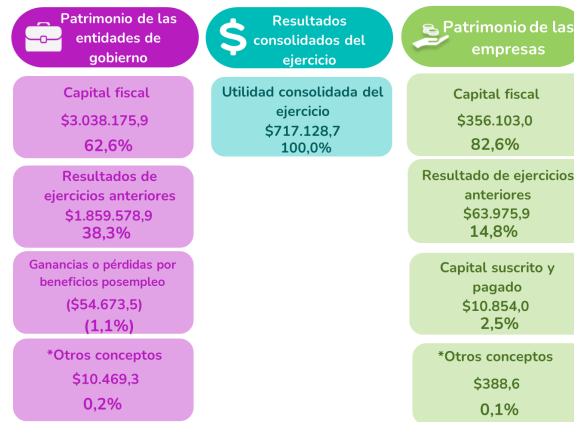 Patrimonio de las
entidades de
gobierno
Capital fiscal
$3.038.175,9
62,6%
Resultados de
ejercicios anteriores
$1.859.578,9
38,3%
Ganancias o pérdidas por
beneficios posempleo
($54.673,5)
(1,1%)
*Otros conceptos
$10.469,3
0,2%
Resultados
consolidados del
ejercicio
Utilidad consolidada del
ejercicio
$717.128,7
100,0%
Patrimonio de las
empresas
Capital fiscal
$356.103,0
82,6%
Resultado de ejercicios
anteriores
$63.975,9
14,8%
Capital suscrito y
pagado
$10.854,0
2,5%
*Otros conceptos
$388,6
0,1%